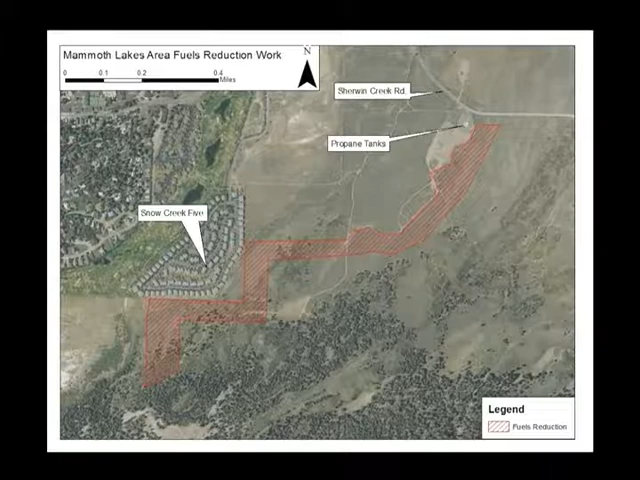 Mammoth Lakes Area Fuels Reduction Work
N
0 0.1 0.2 0.4
Miles
Sherwin Creek Rd.
Propane Tanks
Snow Creek Five
Legend
Fuels Reduction